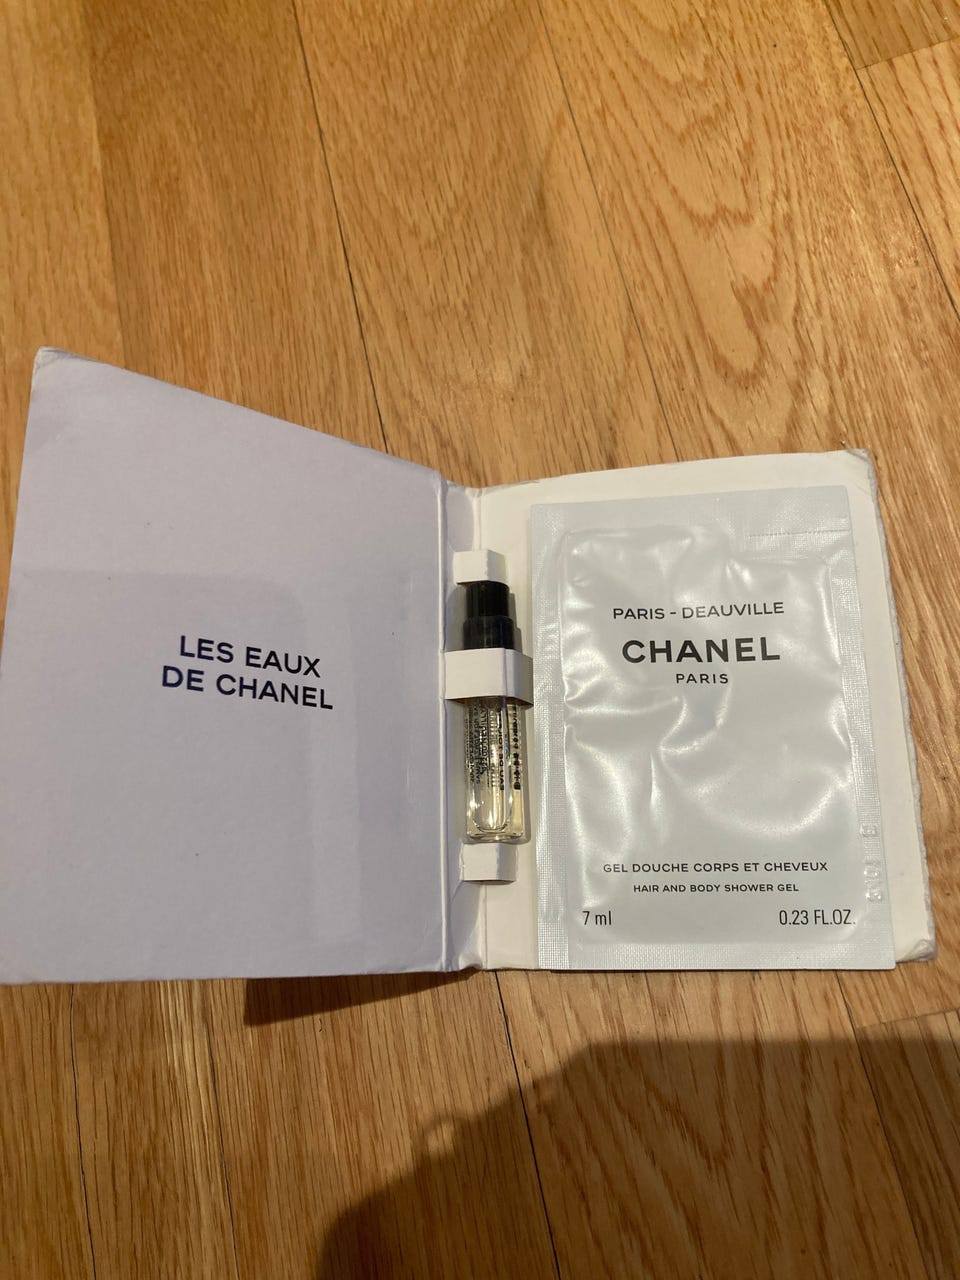 LES EAUX
DE CHANEL
PARIS - DEAUVILLE
CHANEL
PARIS
GEL DOUCHE CORPS ET CHEVEUX
HAIR AND BODY SHOWER GEL
7 ml
0.23 FL.OZ.